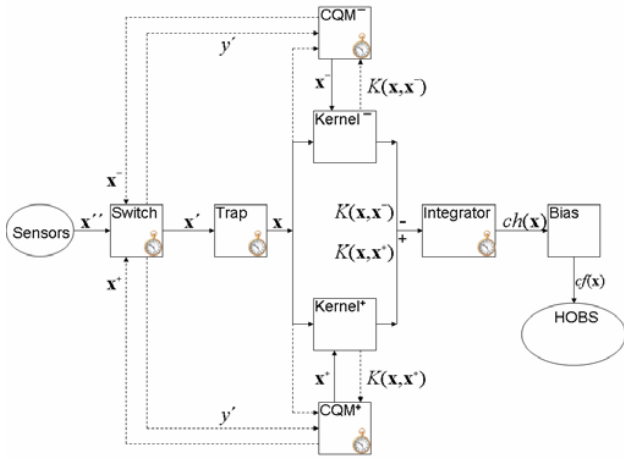 CQM⁻
y´
x⁻
K(x,x⁻)
Kernel⁻
x⁻
Sensors
x´´
Switch
x´
Trap
x
K(x,x⁻)
-
K(x,x⁺)
+
Integrator
ch(x)
Bias
x⁺
cf(x)
HOBS
Kernel⁺
x⁺
K(x,x⁺)
y´
CQM⁺